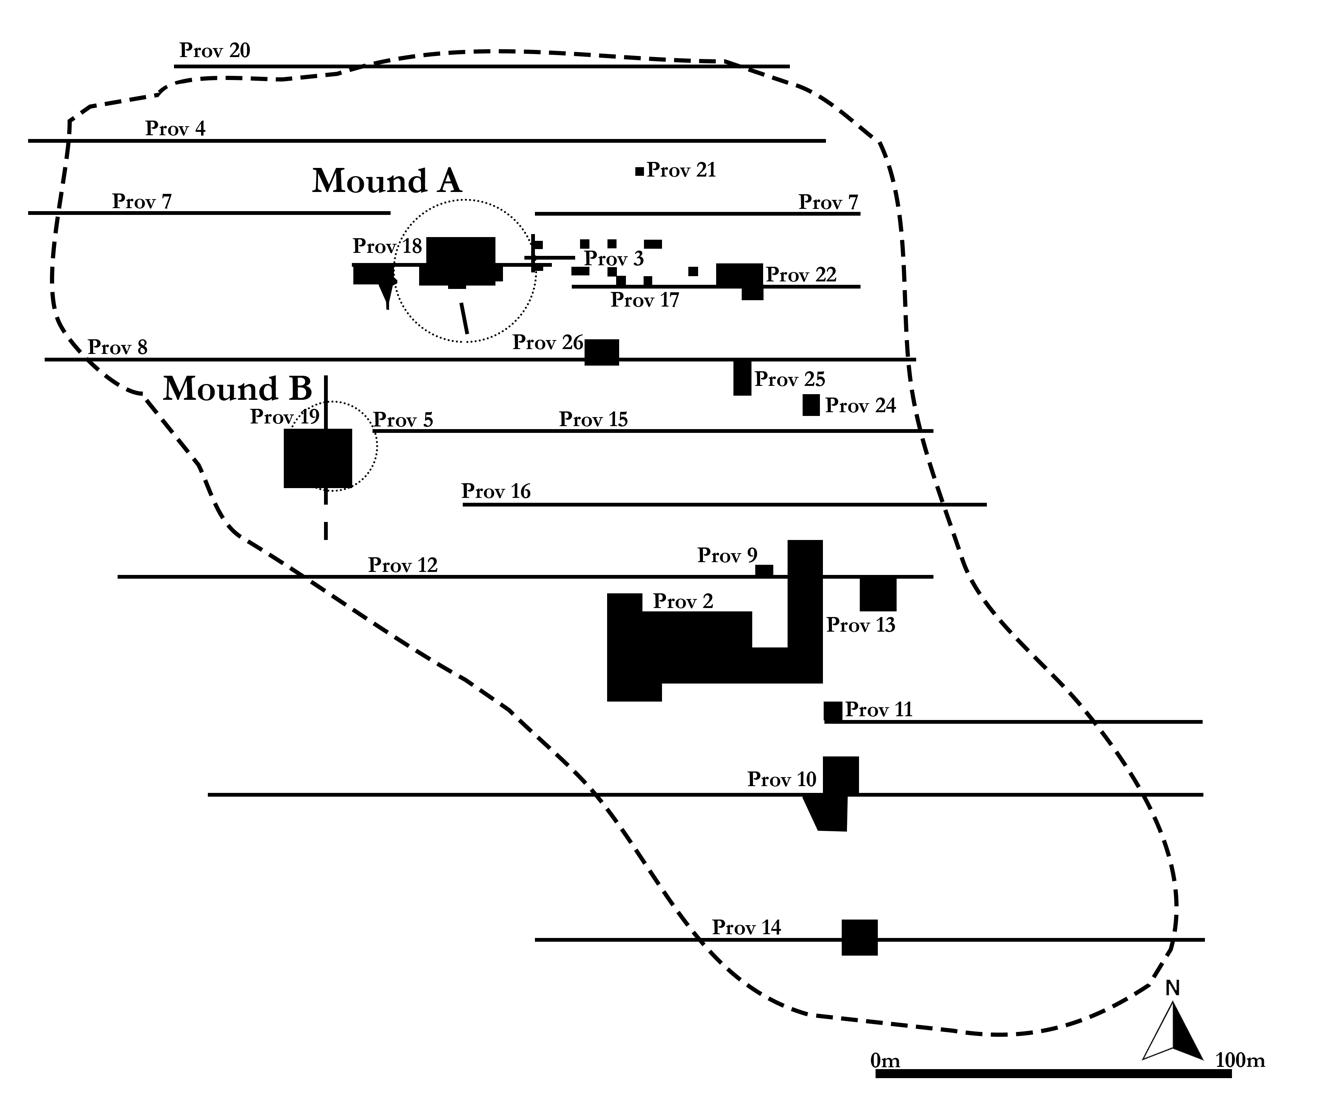 Prov 20
Prov 4
Prov 21
Mound A
Prov 7
Prov 7
Prov 18
Prov 3
Prov 22
Prov 17
Prov 26
Prov 8
Prov 25
Mound B
Prov 24
Prov 19
Prov 5
Prov 15
Prov 16
Prov 9
Prov 12
Prov 2
Prov 13
Prov 11
Prov 10
Prov 14
N
0m
100m